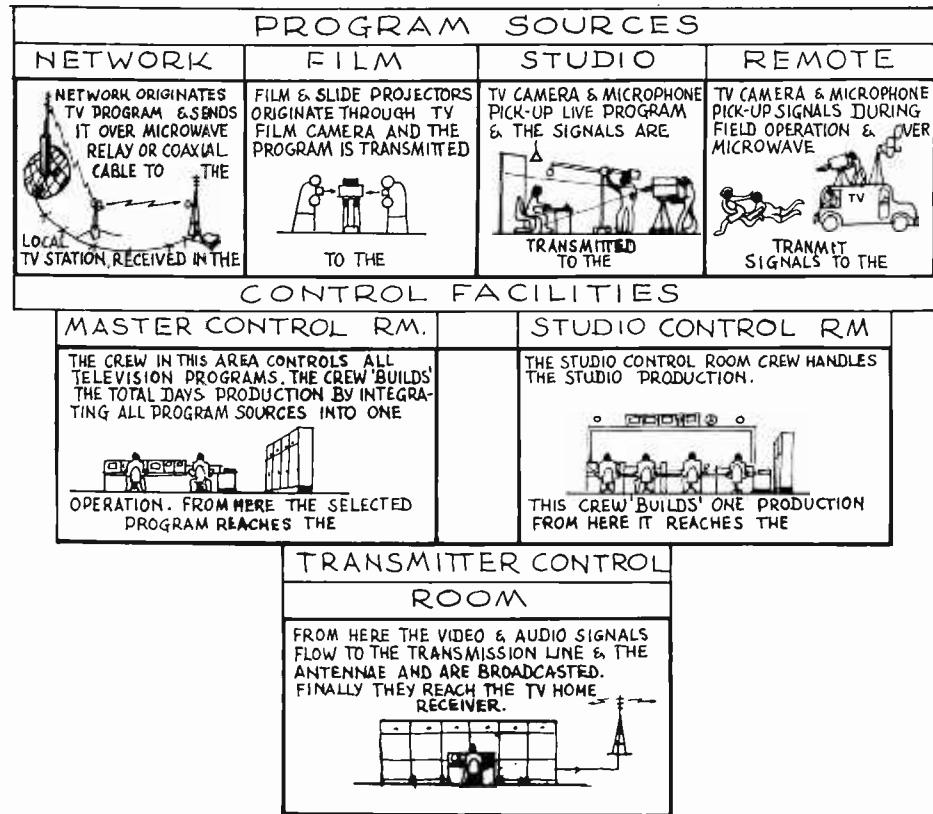 PROGRAM SOURCES
NETWORK
NETWORK ORIGINATES
TV PROGRAM & SENDS
IT OVER MICROWAVE
RELAY OR COAXIAL
CABLE TO THE
LOCAL
TV STATION, RECEIVED IN THE
FILM
FILM & SLIDE PROJECTORS
ORIGINATE THROUGH TV
FILM CAMERA AND THE
PROGRAM IS TRANSMITTED
TO THE
STUDIO
TV CAMERA & MICROPHONE
PICK-UP LIVE PROGRAM
& THE SIGNALS ARE
TRANSMITTED
TO THE
REMOTE
TV CAMERA & MICROPHONE
PICK-UP SIGNALS DURING
FIELD OPERATION & OVER
MICROWAVE
TV
TRANMIT
SIGNALS TO THE
CONTROL FACILITIES
MASTER CONTROL RM.
THE CREW IN THIS AREA CONTROLS ALL
TELEVISION PROGRAMS. THE CREW 'BUILDS'
THE TOTAL DAYS PRODUCTION BY INTEGRA-
TING ALL PROGRAM SOURCES INTO ONE
OPERATION. FROM HERE THE SELECTED
PROGRAM REACHES THE
STUDIO CONTROL RM
THE STUDIO CONTROL ROOM CREW HANDLES
THE STUDIO PRODUCTION.
THIS CREW 'BUILDS' ONE PRODUCTION
FROM HERE IT REACHES THE
TRANSMITTER CONTROL
ROOM
FROM HERE THE VIDEO & AUDIO SIGNALS
FLOW TO THE TRANSMISSION LINE & THE
ANTENNAE AND ARE BROADCASTED.
FINALLY THEY REACH THE TV HOME
RECEIVER.